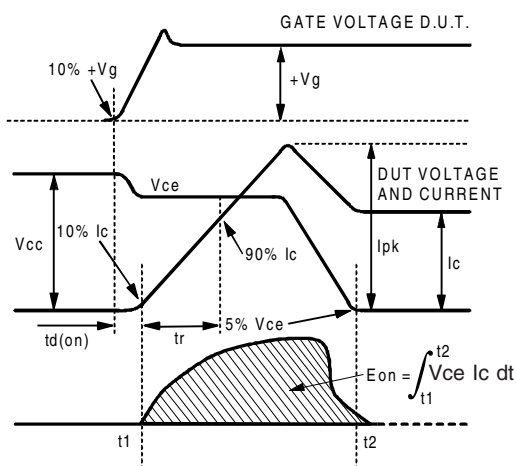 GATE VOLTAGE D.U.T.
10% +Vg
+Vg
Vce
DUT VOLTAGE
AND CURRENT
Vcc
10% Ic
90% Ic
Ipk
Ic
td(on)
tr
5% Vce
Eon = ∫ Vce Ic dt
t2
t1
t1
t2